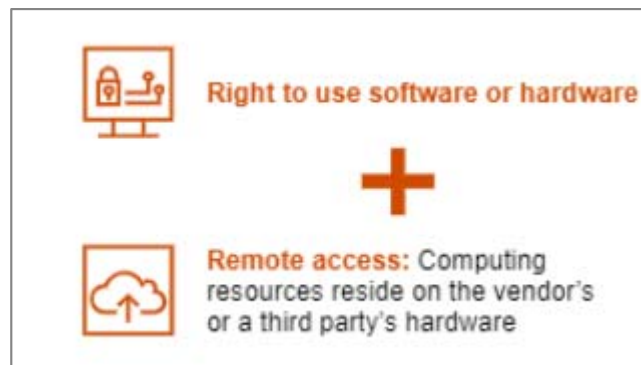 Right to use software or hardware
Remote access: Computing
resources reside on the vendor's
or a third party's hardware